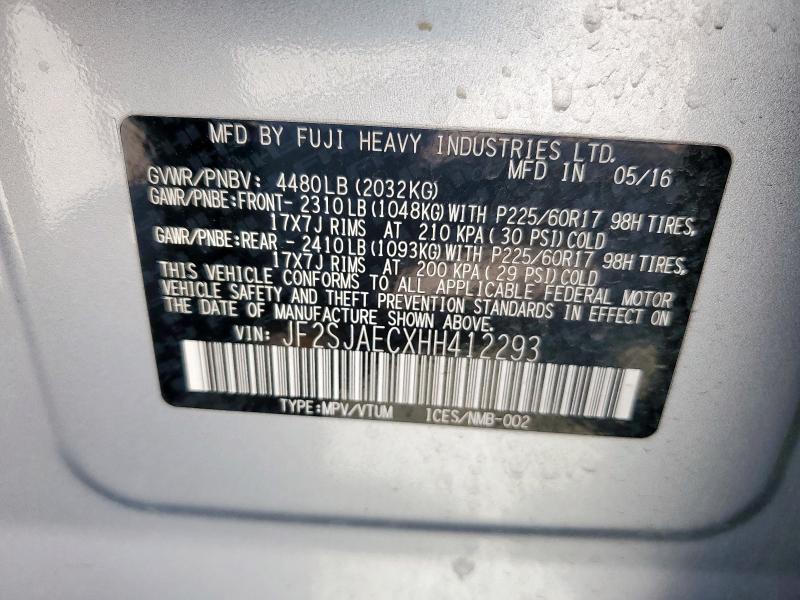 MFD BY FUJI HEAVY INDUSTRIES LTD.
MFD IN 05/16
GVWR/PNBV: 4480LB (2032KG)
GAWR/PNBE:FRONT- 2310LB (1048KG) WITH P225/60R17 98H TIRES,
17X7J RIMS AT 210 KPA ( 30 PSI) COLD
GAWR/PNBE:REAR - 2410LB (1093KG) WITH P225/60R17 98H TIRES,
17X7J RIMS AT 200 KPA ( 29 PSI) COLD
THIS VEHICLE CONFORMS TO ALL APPLICABLE FEDERAL MOTOR
VEHICLE SAFETY AND THEFT PREVENTION STANDARDS IN EFFECT ON
THE DATE OF MANUFACTURE SHOWN ABOVE.
VIN: JF2SJAECXHH412293
TYPE:MPV/VTUM ICES/NMB-002